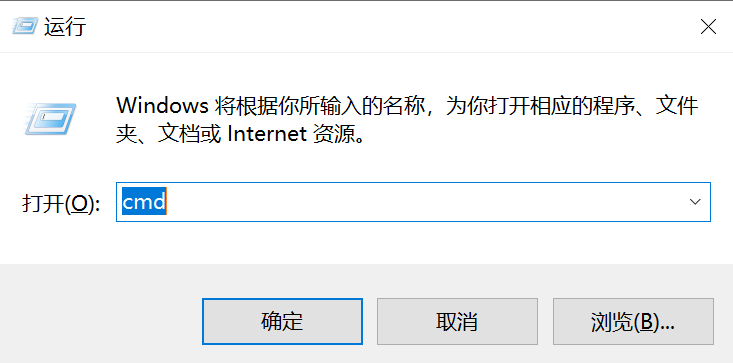 运行
Windows 将根据你所输入的名称，为你打开相应的程序、文件
夹、文档或 Internet 资源。
打开(O): cmd
确定 取消 浏览(B)...